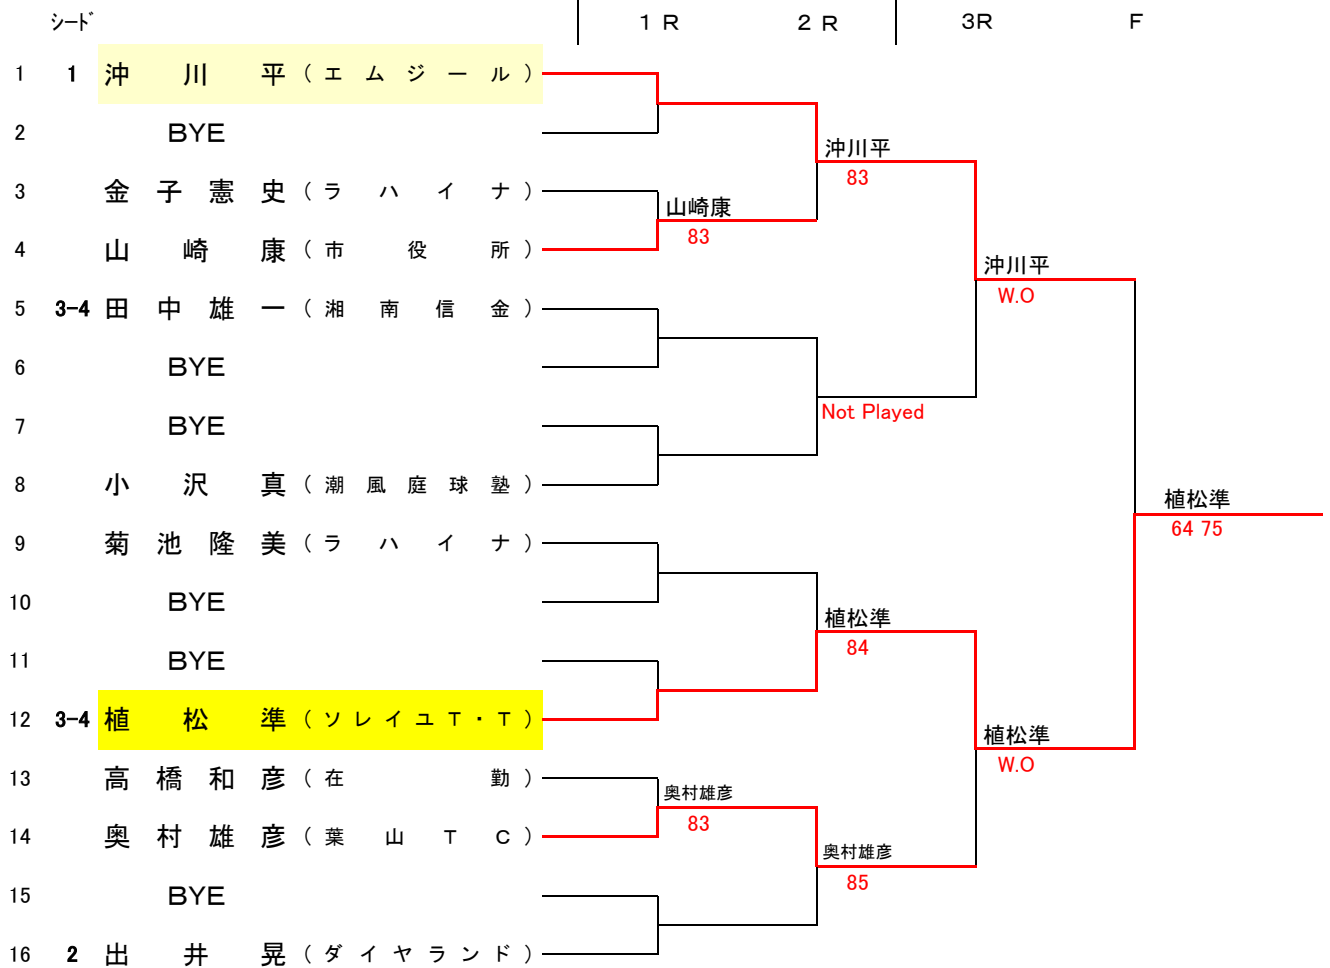 シード 1 R 2 R 3R F
1 1 沖川平 (エムジール)
2 BYE
沖川平
83
3 金子憲史 (ラハイナ)
山崎康
83
4 山崎康 (市役所)
沖川平
W.O
5 3-4 田中雄一 (湘南信金)
6 BYE
Not Played
7 BYE
8 小沢真 (潮風庭球塾)
植松準
64 75
9 菊池隆美 (ラハイナ)
10 BYE
植松準
84
11 BYE
12 3-4 植松準 (ソレイユT・T)
植松準
W.O
13 高橋和彦 (在勤)
奥村雄彦
83
14 奥村雄彦 (葉山TC)
奥村雄彦
85
15 BYE
16 2 出井晃 (ダイヤランド)